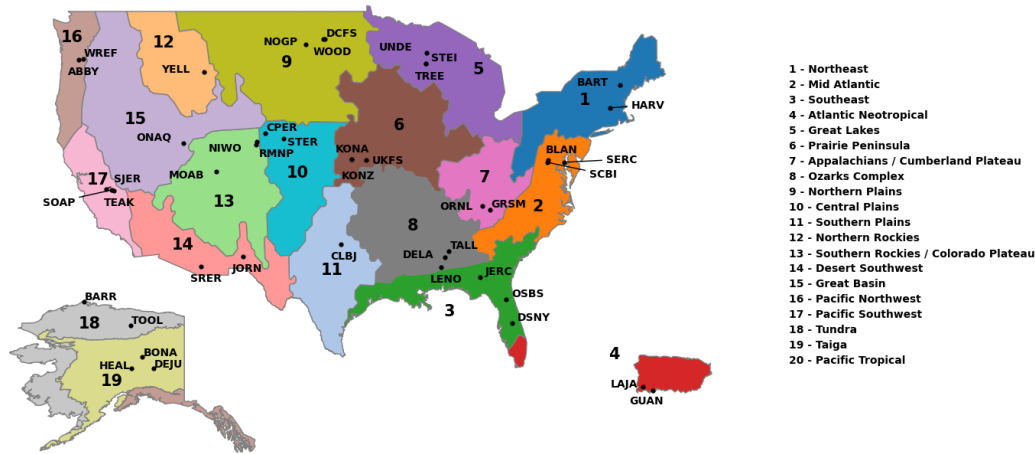 16
WREF
ABBY
12
YELL
NOGP
DCFS
WOOD
9
UNDE
STEI
TREE
5
BART
1
HARV
15
ONAQ
NIWO
CPER
STER
RMNP
10
KONA
UKFS
KONZ
6
BLAN
SERC
SCBI
2
17
SJER
SOAP
TEAK
MOAB
13
7
ORNL
GRSM
8
14
SRER
JORN
CLBJ
11
DELA
TALL
LENO
JERC
OSBS
3
DSNY
BARR
18
TOOL
BONA
HEAL
DEJU
19
4
LAJA
GUAN
1 - Northeast
2 - Mid Atlantic
3 - Southeast
4 - Atlantic Neotropical
5 - Great Lakes
6 - Prairie Peninsula
7 - Appalachians / Cumberland Plateau
8 - Ozarks Complex
9 - Northern Plains
10 - Central Plains
11 - Southern Plains
12 - Northern Rockies
13 - Southern Rockies / Colorado Plateau
14 - Desert Southwest
15 - Great Basin
16 - Pacific Northwest
17 - Pacific Southwest
18 - Tundra
19 - Taiga
20 - Pacific Tropical